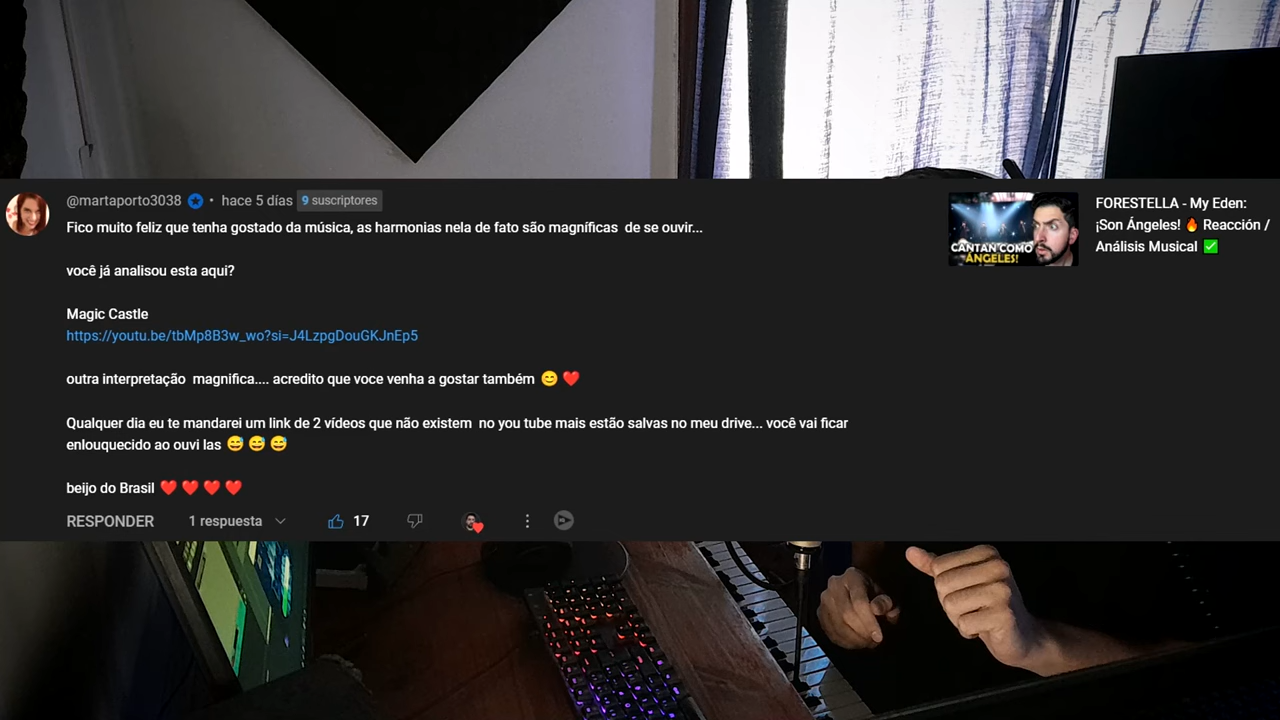 @martaporto3038 • hace 5 días 9 suscriptores
Fico muito feliz que tenha gostado da música, as harmonias nela de fato são magníficas de se ouvir...
você já analisou esta aqui?
Magic Castle
https://youtu.be/tbMp8B3w_wo?si=J4LzpgDouGKJnEp5
outra interpretação magnifica.... acredito que voce venha a gostar também 😊 ❤️
Qualquer dia eu te mandarei um link de 2 vídeos que não existem no you tube mais estão salvas no meu drive... você vai ficar
enlouquecido ao ouvi las 😅 😅 😅
beijo do Brasil ❤️ ❤️ ❤️ ❤️
RESPONDER 1 respuesta 17
CANTAN COMO
ÁNGELES!
FORESTELLA - My Eden:
¡Son Ángeles! 🔥 Reacción /
Análisis Musical ✅